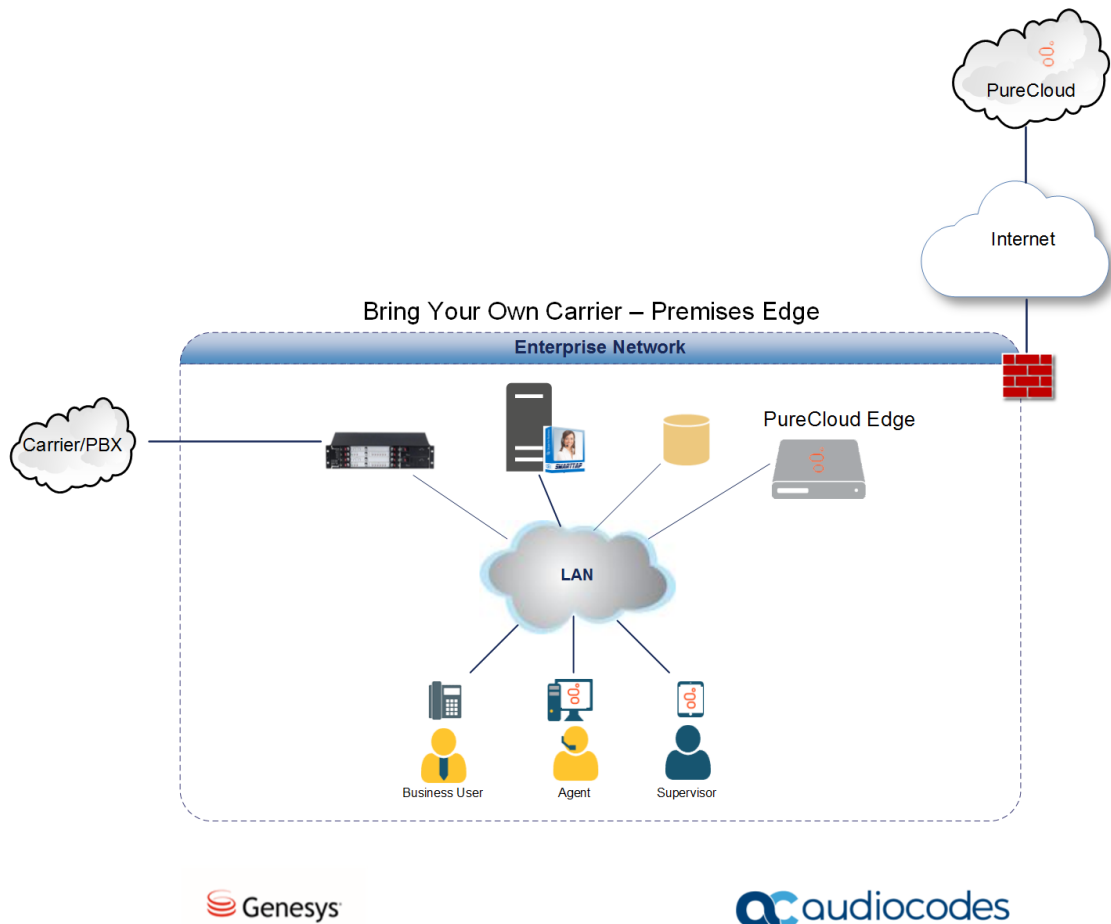 PureCloud
Internet
Bring Your Own Carrier – Premises Edge
Enterprise Network
Carrier/PBX
SMARTTAP
PureCloud Edge
LAN
Business User
Agent
Supervisor
Genesys
audiocodes